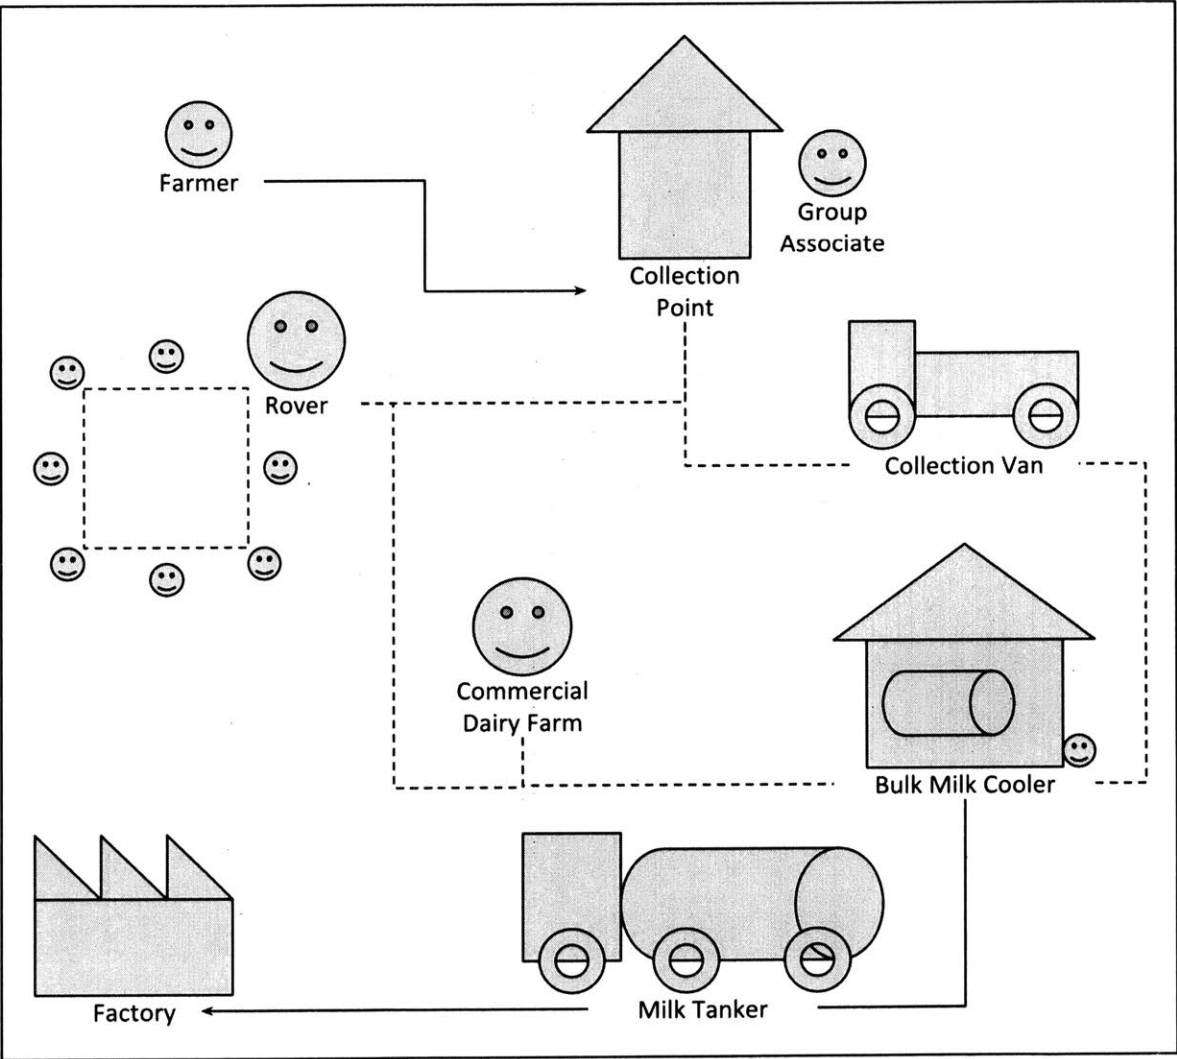 Farmer
Group
Associate
Collection
Point
Rover
Collection Van
Commercial
Dairy Farm
Bulk Milk Cooler
Milk Tanker
Factory